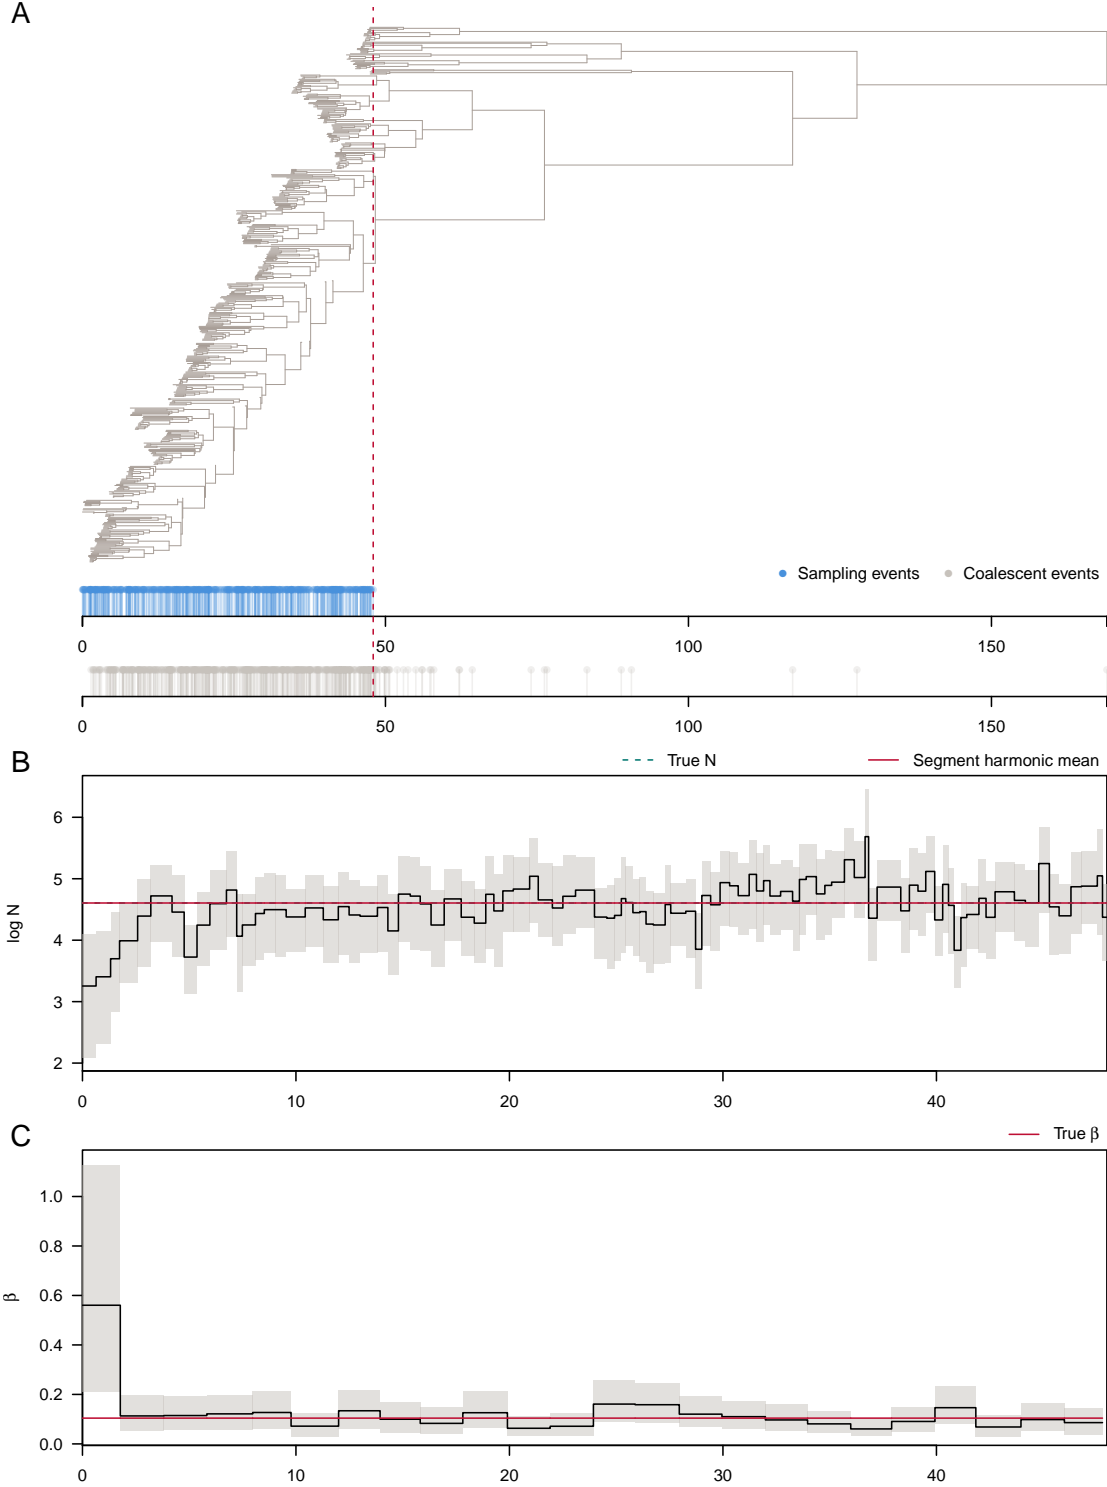 A
Sampling events Coalescent events
0 50 100 150
0 50 100 150
B
True N Segment harmonic mean
6
5
4
3
2
log N
0 10 20 30 40
C
True β
1.0
0.8
0.6
0.4
0.2
0.0
β
0 10 20 30 40